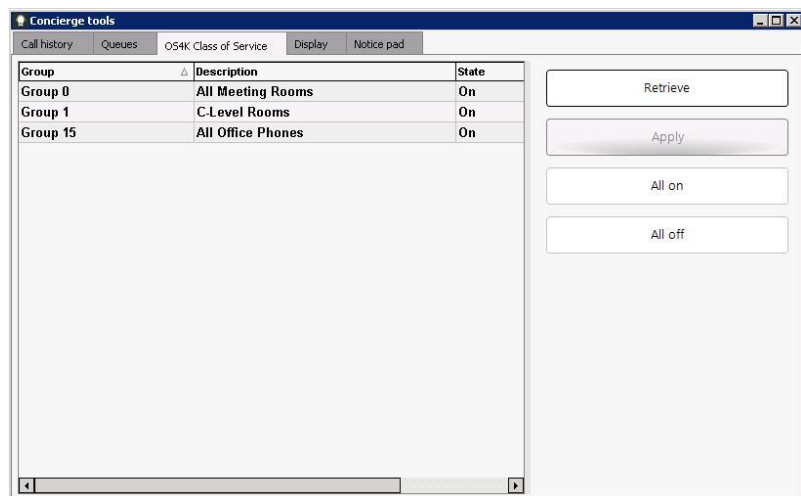 Concierge tools
Call history Queues OS4K Class of Service Display Notice pad
Group Description State
Group 0 All Meeting Rooms On
Group 1 C-Level Rooms On
Group 15 All Office Phones On
Retrieve
Apply
All on
All off